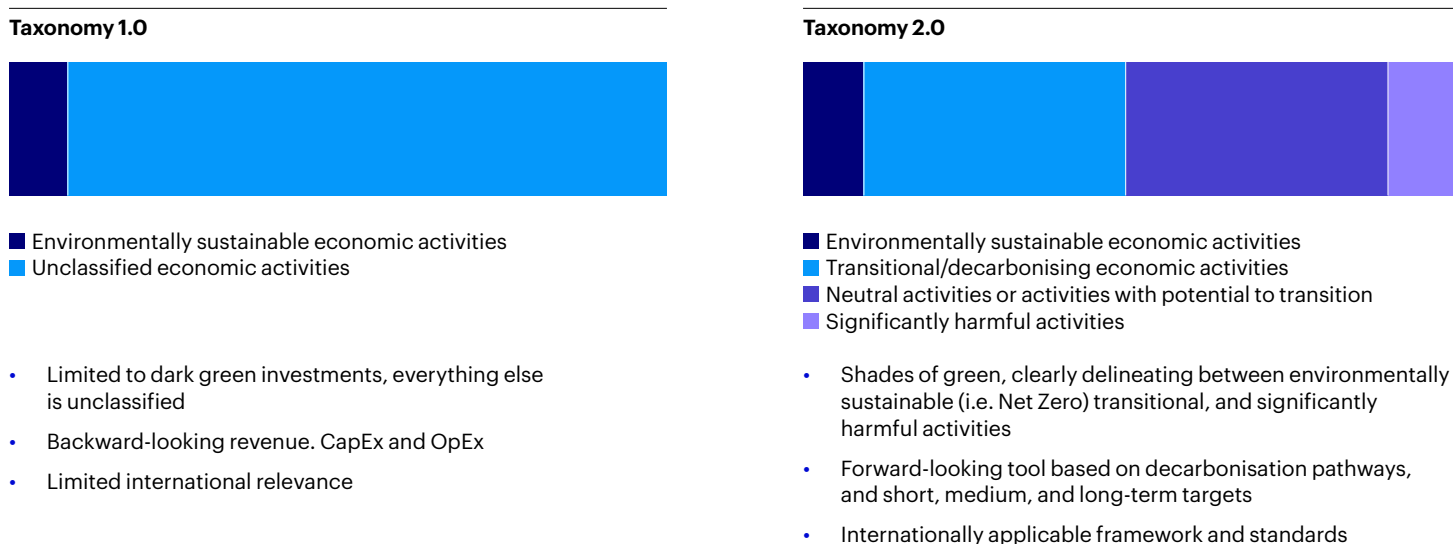 Taxonomy 1.0
Environmentally sustainable economic activities
Unclassified economic activities
• Limited to dark green investments, everything else
is unclassified
• Backward-looking revenue. CapEx and OpEx
• Limited international relevance
Taxonomy 2.0
Environmentally sustainable economic activities
Transitional/decarbonising economic activities
Neutral activities or activities with potential to transition
Significantly harmful activities
• Shades of green, clearly delineating between environmentally
sustainable (i.e. Net Zero) transitional, and significantly
harmful activities
• Forward-looking tool based on decarbonisation pathways,
and short, medium, and long-term targets
• Internationally applicable framework and standards